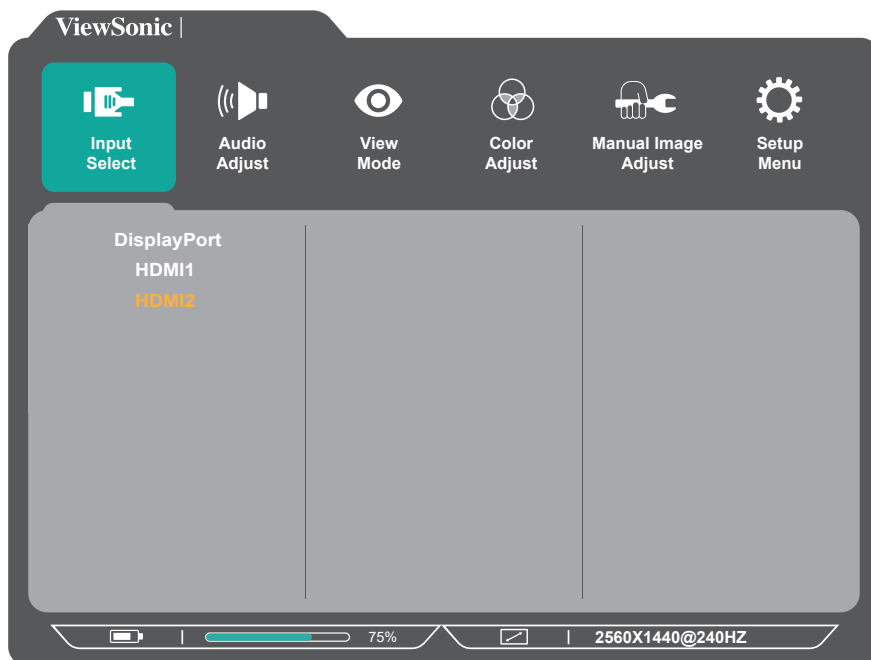 ViewSonic
Input Select
Audio Adjust
View Mode
Color Adjust
Manual Image Adjust
Setup Menu
DisplayPort
HDMI1
HDMI2
75%
2560X1440@240HZ